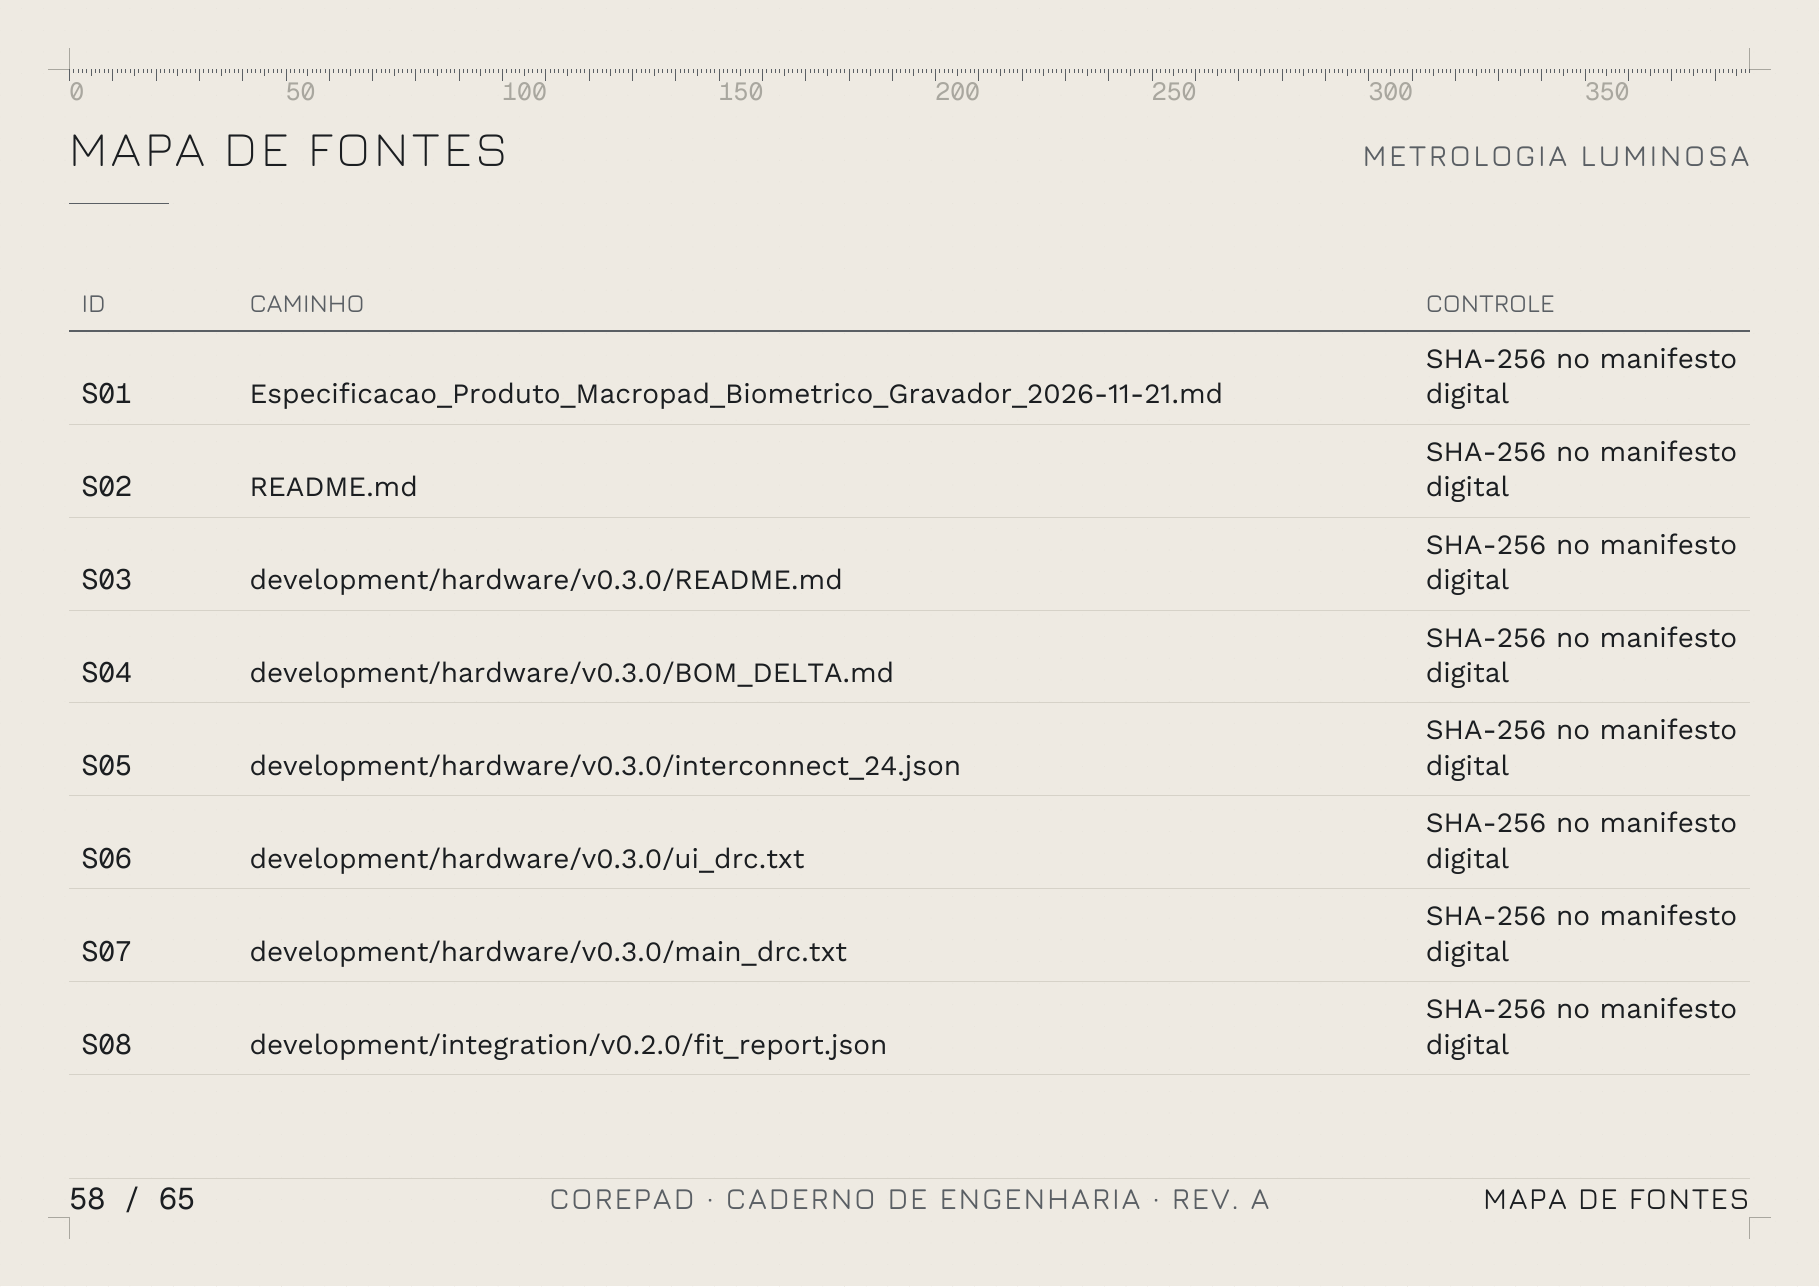 0 50 100 150 200 250 300 350
MAPA DE FONTES
METROLOGIA LUMINOSA
ID CAMINHO CONTROLE
S01 Especificacao_Produto_Macropad_Biometrico_Gravador_2026-11-21.md SHA-256 no manifesto
digital
S02 README.md SHA-256 no manifesto
digital
S03 development/hardware/v0.3.0/README.md SHA-256 no manifesto
digital
S04 development/hardware/v0.3.0/BOM_DELTA.md SHA-256 no manifesto
digital
S05 development/hardware/v0.3.0/interconnect_24.json SHA-256 no manifesto
digital
S06 development/hardware/v0.3.0/ui_drc.txt SHA-256 no manifesto
digital
S07 development/hardware/v0.3.0/main_drc.txt SHA-256 no manifesto
digital
S08 development/integration/v0.2.0/fit_report.json SHA-256 no manifesto
digital
58 / 65 COREPAD · CADERNO DE ENGENHARIA · REV. A MAPA DE FONTES